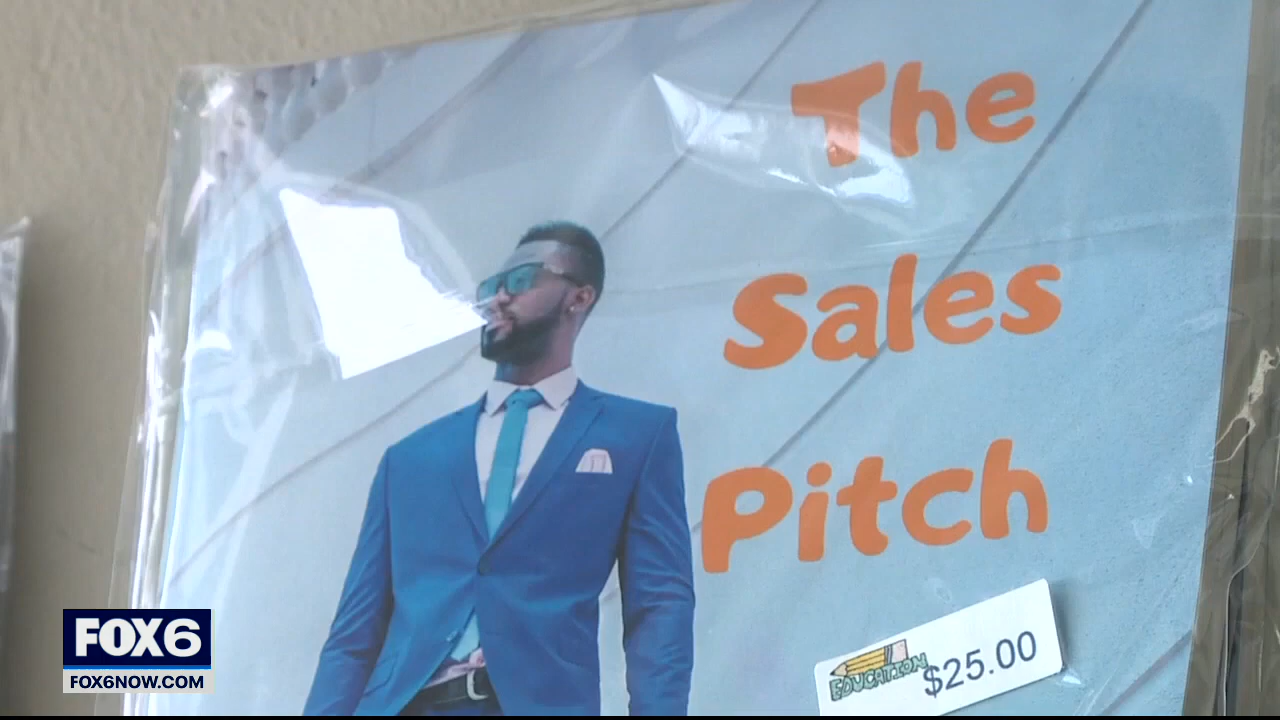 The
Sales
Pitch
EDUCATION $25.00
FOX6
FOX6NOW.COM